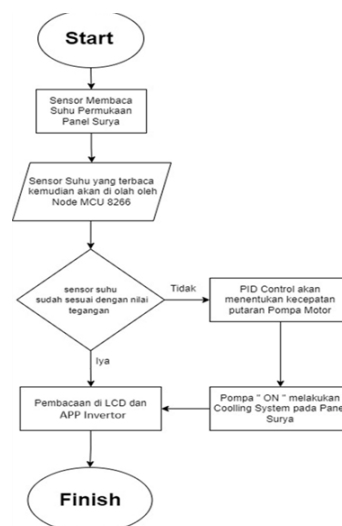 Start
Sensor Membaca
Suhu Permukaan
Panel Surya
Sensor Suhu yang terbaca
kemudian akan di olah oleh
Node MCU 8266
sensor suhu
sudah sesuai dengan nilai
tegangan
Tidak
PID Control akan
menentukan kecepatan
putaran Pompa Motor
Iya
Pembacaan di LCD dan
APP Invertor
Pompa " ON " melakukan
Coolling System pada Panel
Surya
Finish